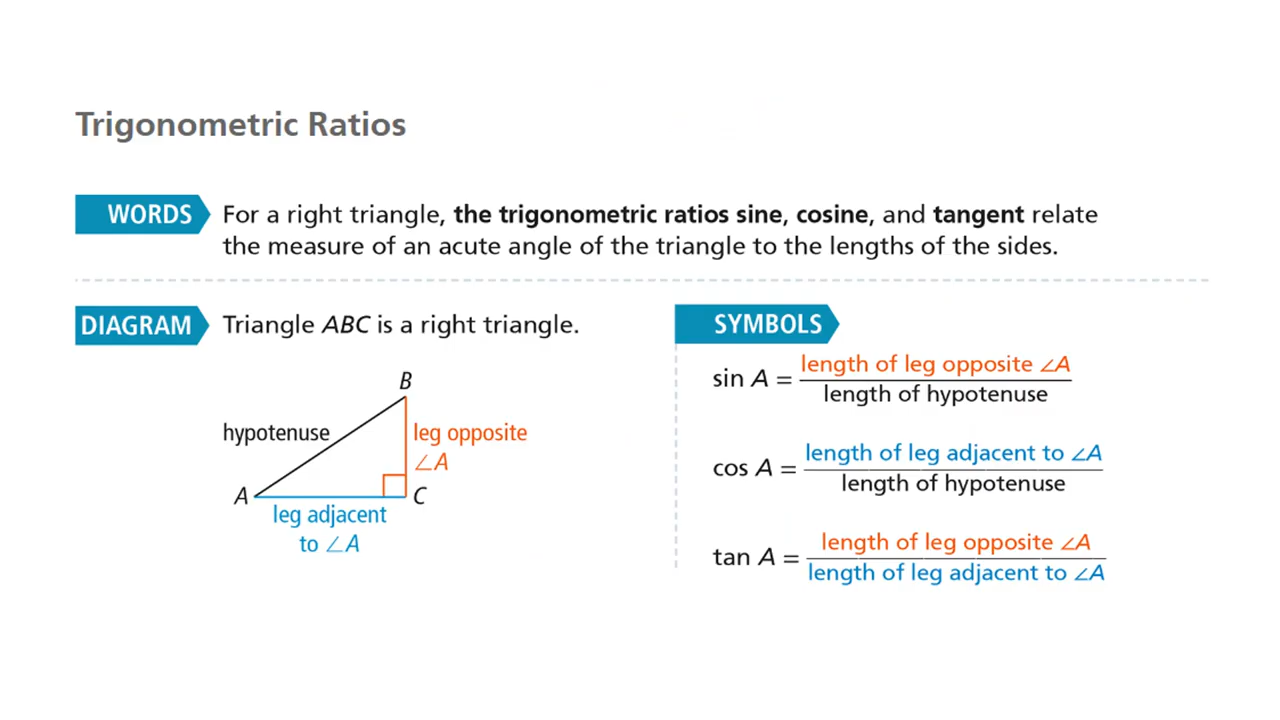 Trigonometric Ratios
WORDS
For a right triangle, the trigonometric ratios sine, cosine, and tangent relate
the measure of an acute angle of the triangle to the lengths of the sides.
DIAGRAM
Triangle ABC is a right triangle.
B
hypotenuse
leg opposite
∠A
A
C
leg adjacent
to ∠A
SYMBOLS
sin A = length of leg opposite ∠A
length of hypotenuse
cos A = length of leg adjacent to ∠A
length of hypotenuse
tan A = length of leg opposite ∠A
length of leg adjacent to ∠A